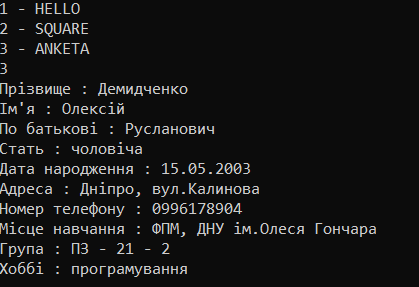 1 - HELLO
2 - SQUARE
3 - ANKETA
3
Прізвище : Демидченко
Ім'я : Олексій
По батькові : Русланович
Стать : чоловіча
Дата народження : 15.05.2003
Адреса : Дніпро, вул.Калинова
Номер телефону : 0996178904
Місце навчання : ФПМ, ДНУ ім.Олеся Гончара
Група : ПЗ - 21 - 2
Хоббі : програмування